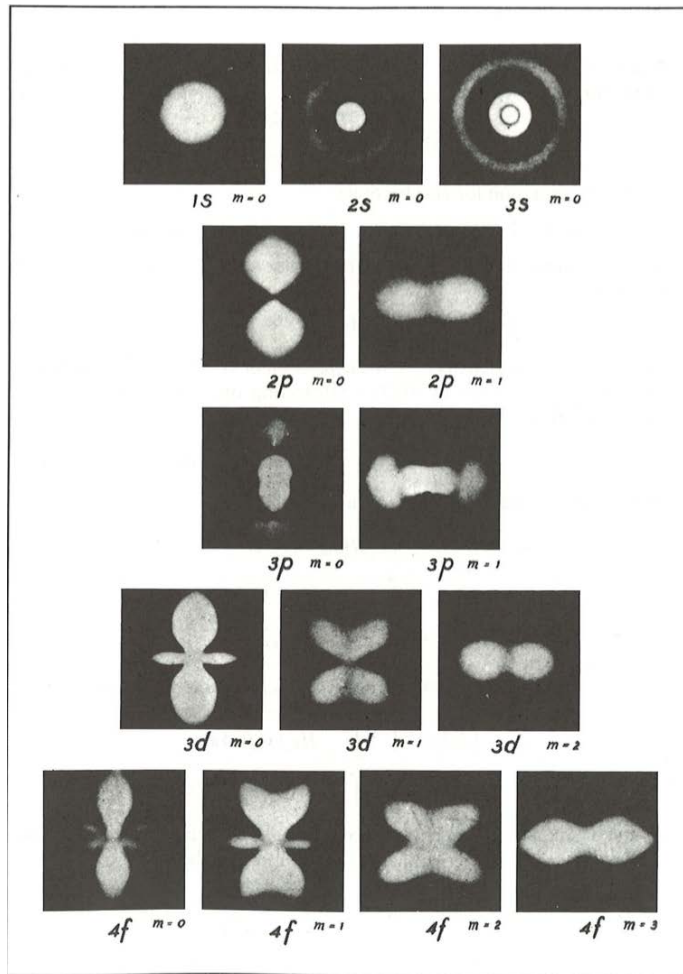 1s m=0 2s m=0 3s m=0
2p m=0 2p m=1
3p m=0 3p m=1
3d m=0 3d m=1 3d m=2
4f m=0 4f m=1 4f m=2 4f m=3